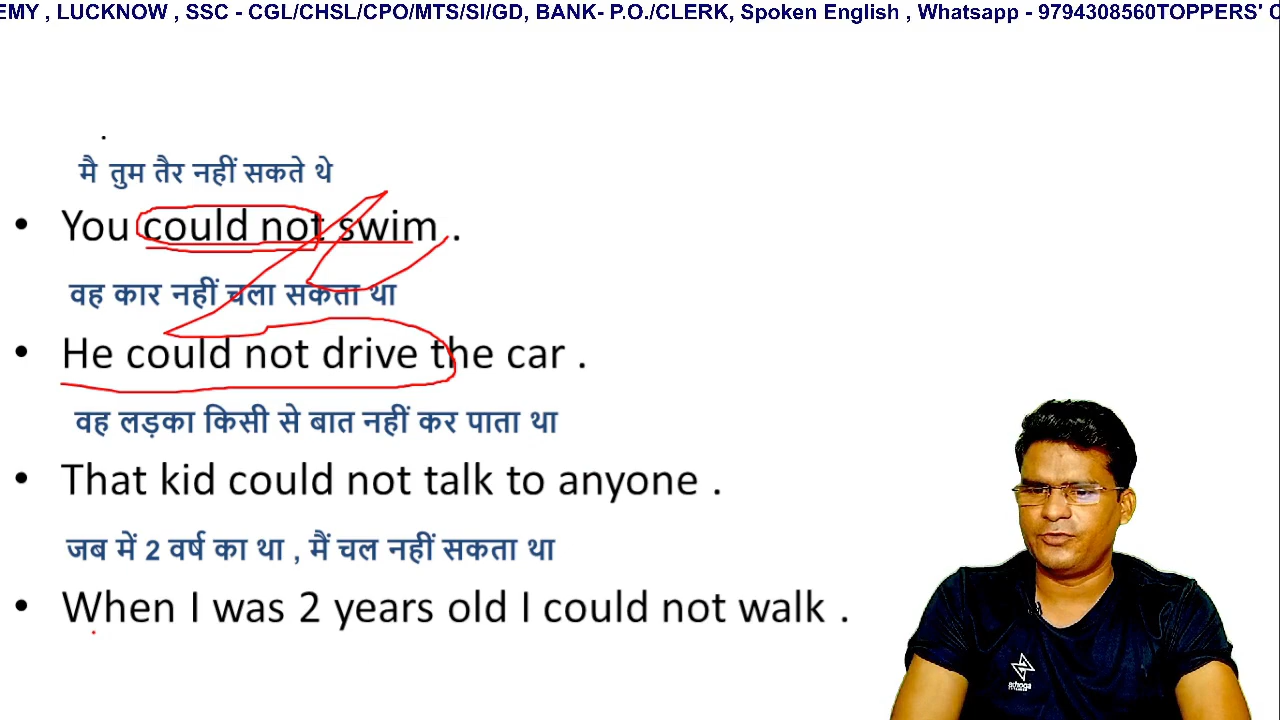 EMY , LUCKNOW , SSC - CGL/CHSL/CPO/MTS/SI/GD, BANK- P.O./CLERK, Spoken English , Whatsapp - 9794308560TOPPERS' C
मै तुम तैर नहीं सकते थे
• You could not swim .
वह कार नहीं चला सकता था
• He could not drive the car .
वह लड़का किसी से बात नहीं कर पाता था
• That kid could not talk to anyone .
जब में 2 वर्ष का था , मैं चल नहीं सकता था
• When I was 2 years old I could not walk .